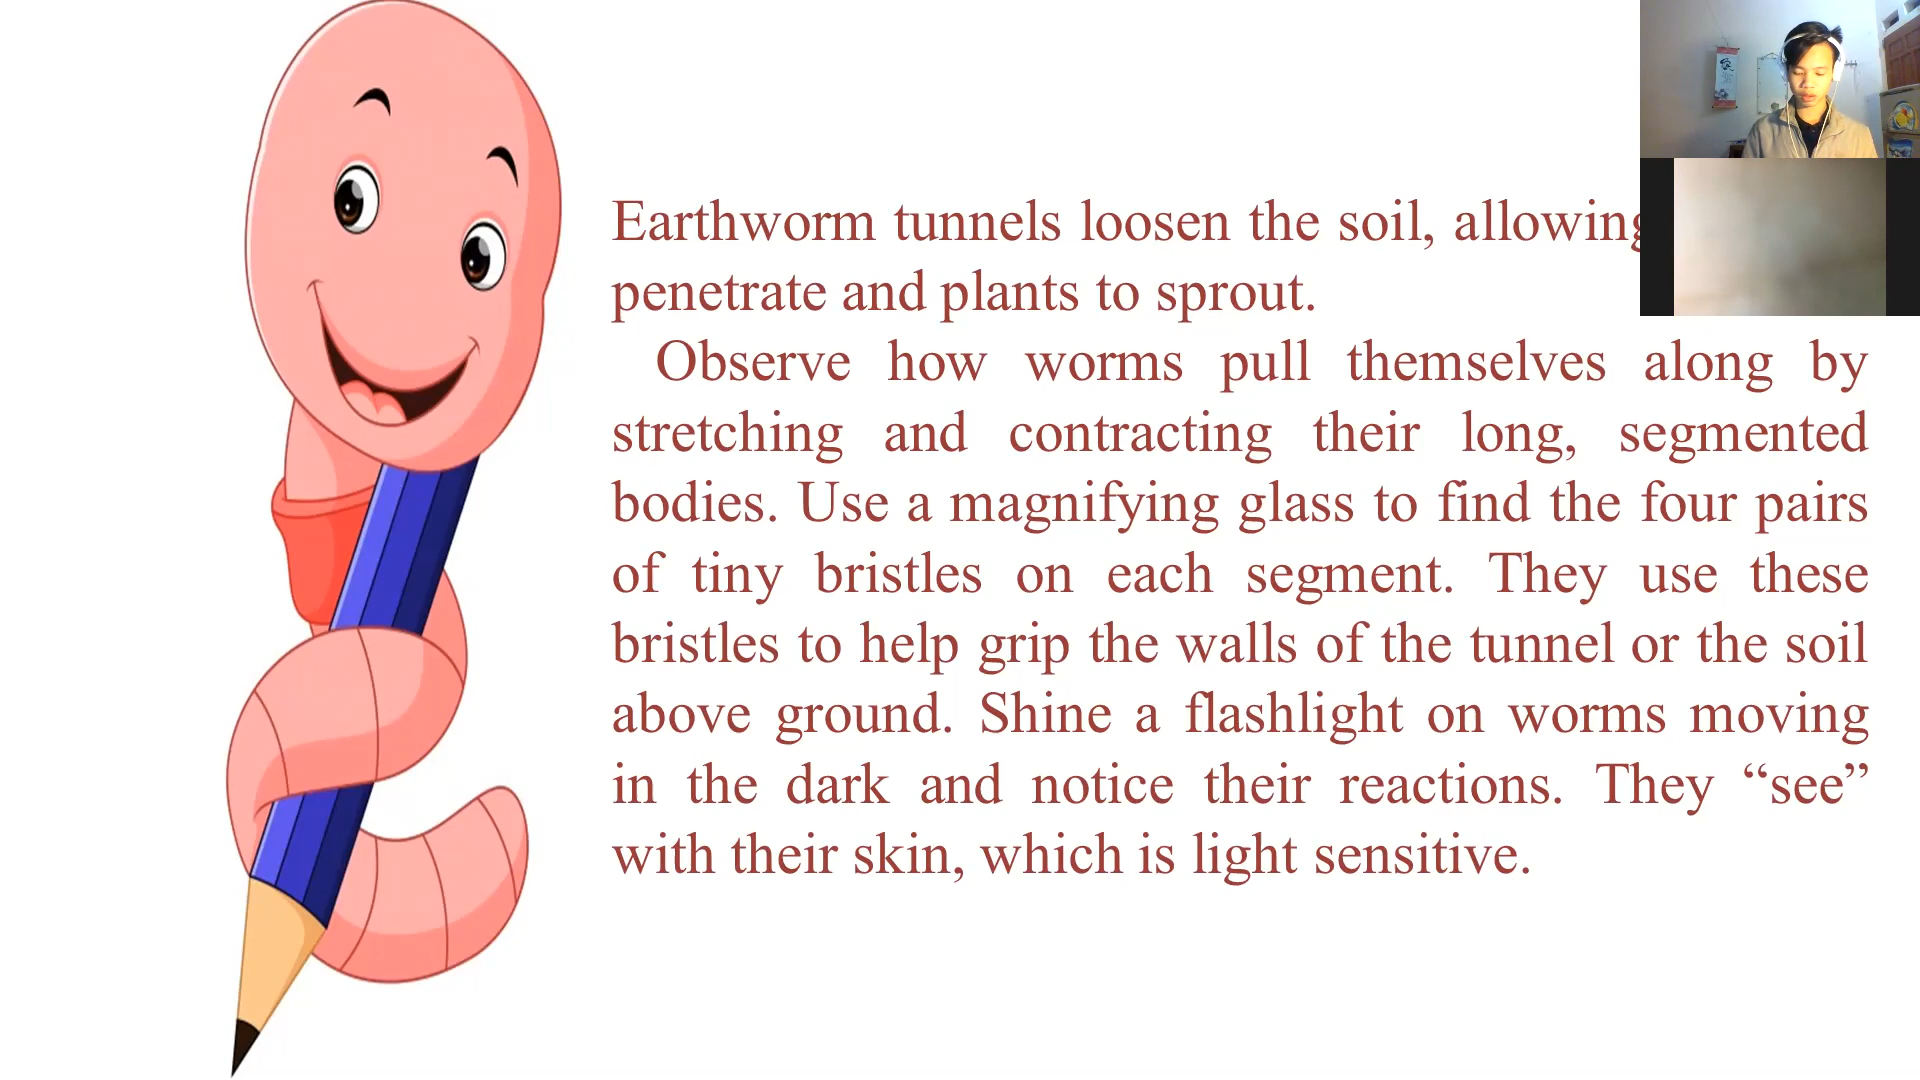 Earthworm tunnels loosen the soil, allowing
penetrate and plants to sprout.
Observe how worms pull themselves along by
stretching and contracting their long, segmented
bodies. Use a magnifying glass to find the four pairs
of tiny bristles on each segment. They use these
bristles to help grip the walls of the tunnel or the soil
above ground. Shine a flashlight on worms moving
in the dark and notice their reactions. They “see”
with their skin, which is light sensitive.